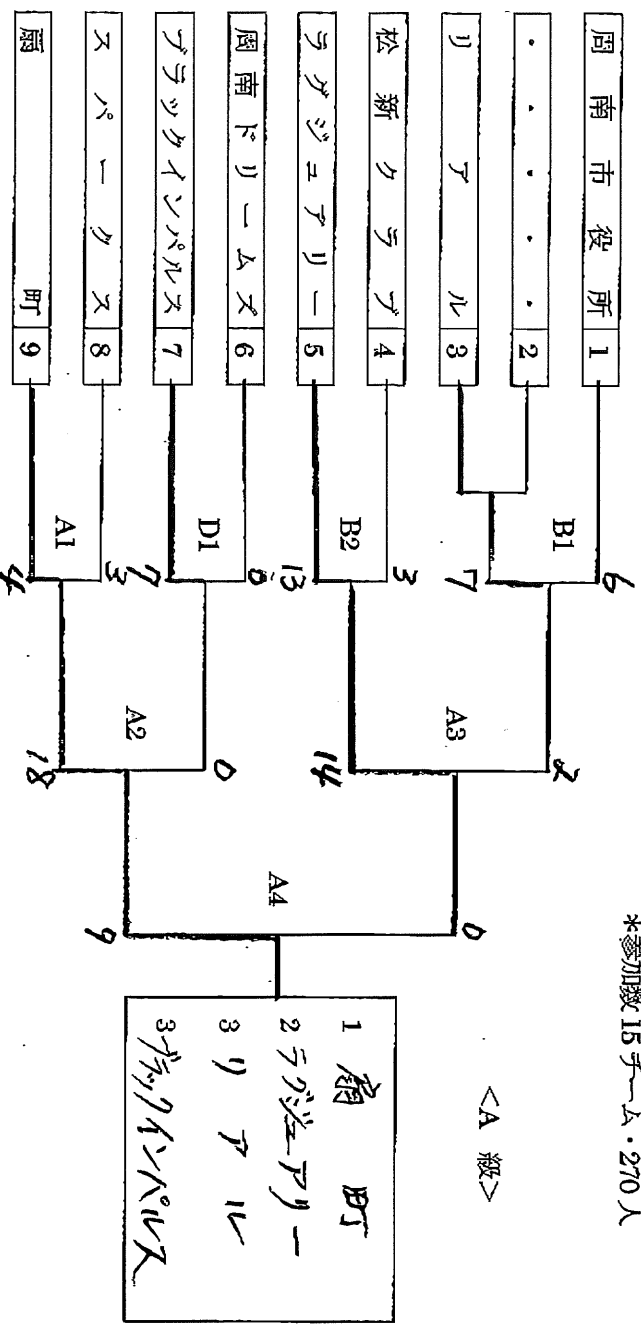 *参加数 15 チーム・270 人
<A 級>
周南市役所 1
・・・・・ 2
リアル 3
松新クラブ 4
ラグジュアリー 5
周南ドリームズ 6
ブラックインパルス 7
スパークス 8
扇町 9
6
B1
7
3
B2
13
D1
7
3
A1
4
2
A3
14
0
A2
18
0
A4
9
1 扇町
2 ラグジュアリー
3 リアル
3 ブラックインパルス